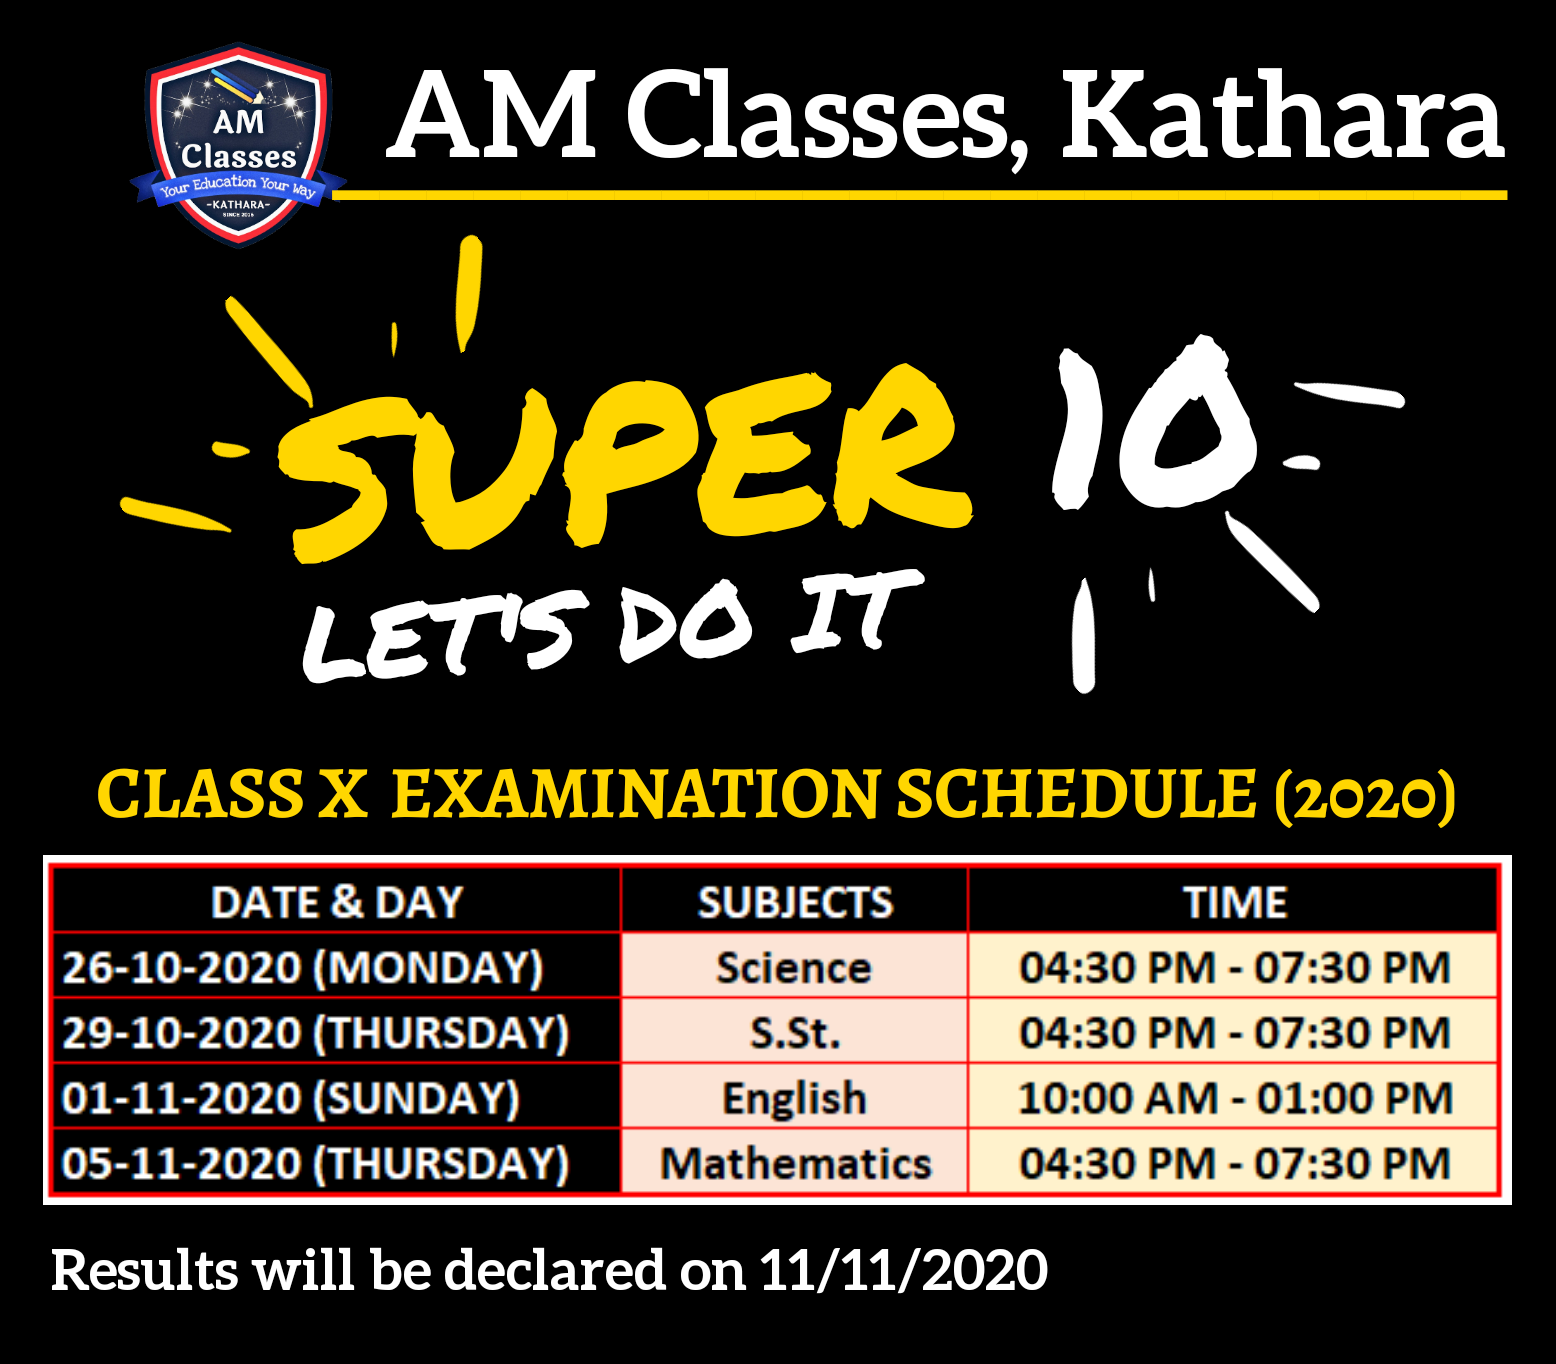 AM Classes, Kathara
AM
Classes
Your Education Your Way
-KATHARA-
SINCE 2016
SUPER 10
LET'S DO IT
CLASS X EXAMINATION SCHEDULE (2020)
DATE & DAY SUBJECTS TIME
26-10-2020 (MONDAY) Science 04:30 PM - 07:30 PM
29-10-2020 (THURSDAY) S.St. 04:30 PM - 07:30 PM
01-11-2020 (SUNDAY) English 10:00 AM - 01:00 PM
05-11-2020 (THURSDAY) Mathematics 04:30 PM - 07:30 PM
Results will be declared on 11/11/2020